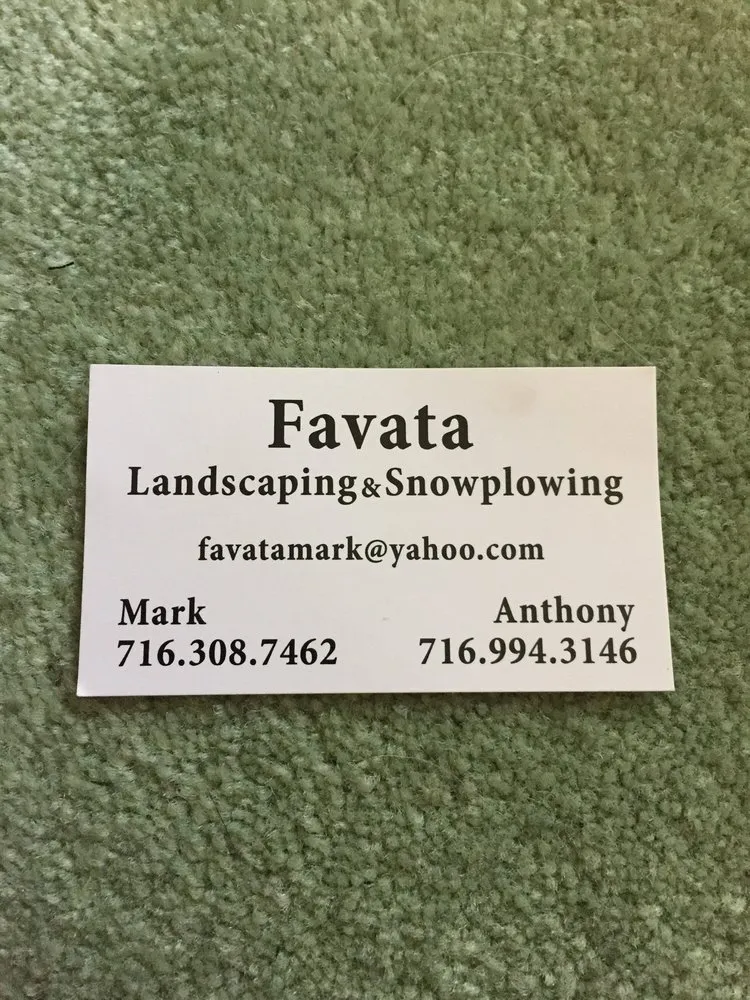 Favata
Landscaping&Snowplowing
favatamark@yahoo.com
Mark
716.308.7462
Anthony
716.994.3146